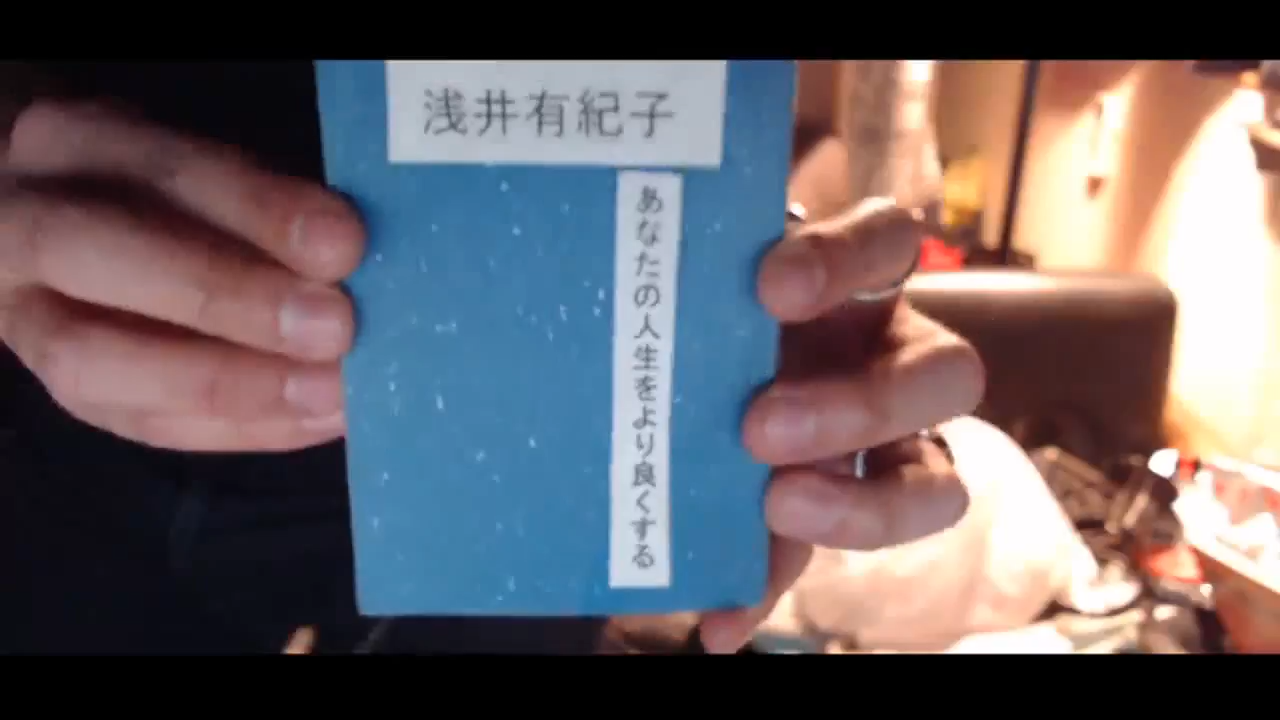 浅井有紀子
あなたの人生をより良くする